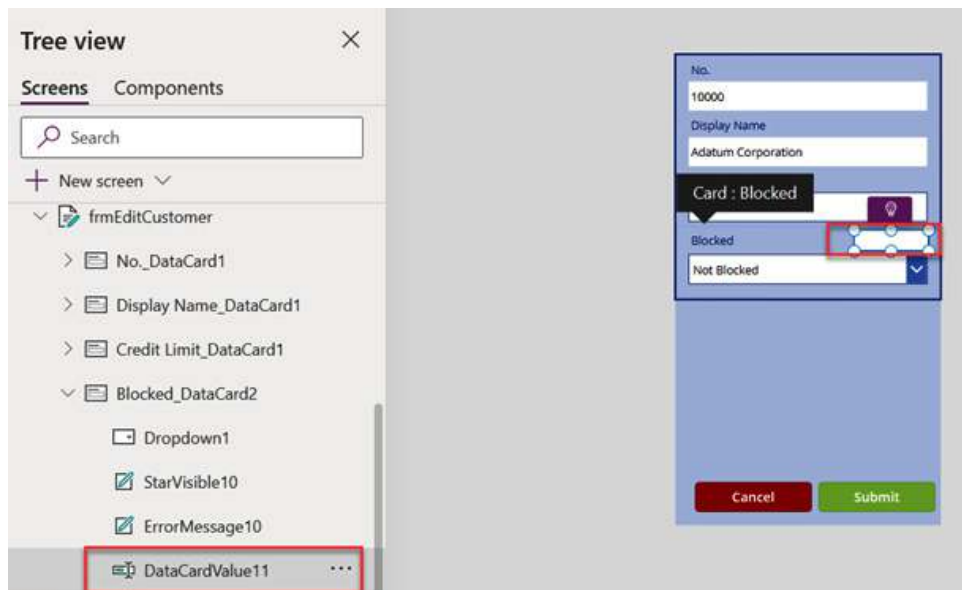 Tree view
Screens Components
Search
New screen
frmEditCustomer
No._DataCard1
Display Name_DataCard1
Credit Limit_DataCard1
Blocked_DataCard2
Dropdown1
StarVisible10
ErrorMessage10
DataCardValue11
No.
10000
Display Name
Adatum Corporation
Card : Blocked
Blocked
Not Blocked
Cancel Submit